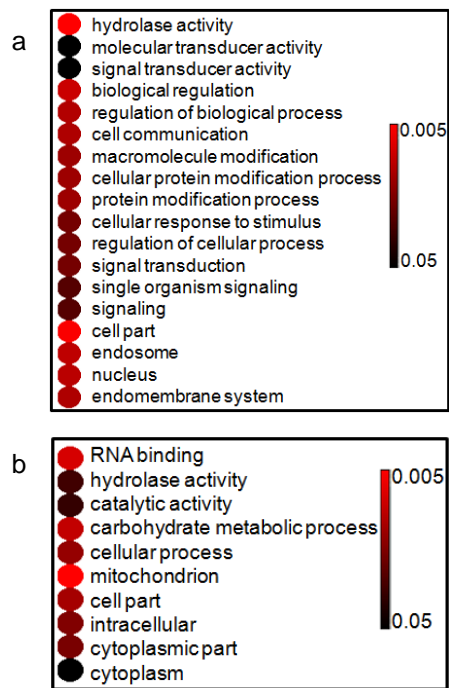 a
hydrolase activity
molecular transducer activity
signal transducer activity
biological regulation
regulation of biological process
cell communication
macromolecule modification
cellular protein modification process
protein modification process
cellular response to stimulus
regulation of cellular process
signal transduction
single organism signaling
signaling
cell part
endosome
nucleus
endomembrane system
0.005
0.05
b
RNA binding
hydrolase activity
catalytic activity
carbohydrate metabolic process
cellular process
mitochondrion
cell part
intracellular
cytoplasmic part
cytoplasm
0.005
0.05